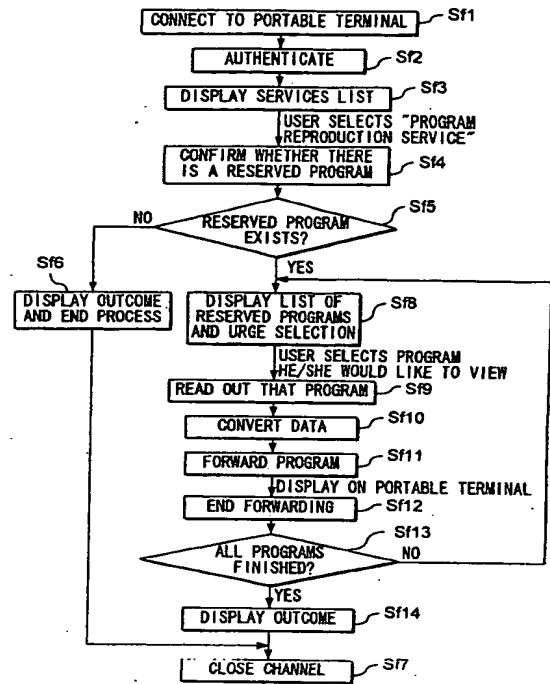 CONNECT TO PORTABLE TERMINAL
Sf1
AUTHENTICATE
Sf2
DISPLAY SERVICES LIST
Sf3
USER SELECTS "PROGRAM
REPRODUCTION SERVICE"
CONFIRM WHETHER THERE
IS A RESERVED PROGRAM
Sf4
RESERVED PROGRAM
EXISTS?
Sf5
NO
YES
Sf6
DISPLAY OUTCOME
AND END PROCESS
DISPLAY LIST OF
RESERVED PROGRAMS
AND URGE SELECTION
Sf8
USER SELECTS PROGRAM
HE/SHE WOULD LIKE TO VIEW
READ OUT THAT PROGRAM
Sf9
CONVERT DATA
Sf10
FORWARD PROGRAM
Sf11
DISPLAY ON PORTABLE TERMINAL
END FORWARDING
Sf12
ALL PROGRAMS
FINISHED?
Sf13
NO
YES
DISPLAY OUTCOME
Sf14
CLOSE CHANNEL
Sf7